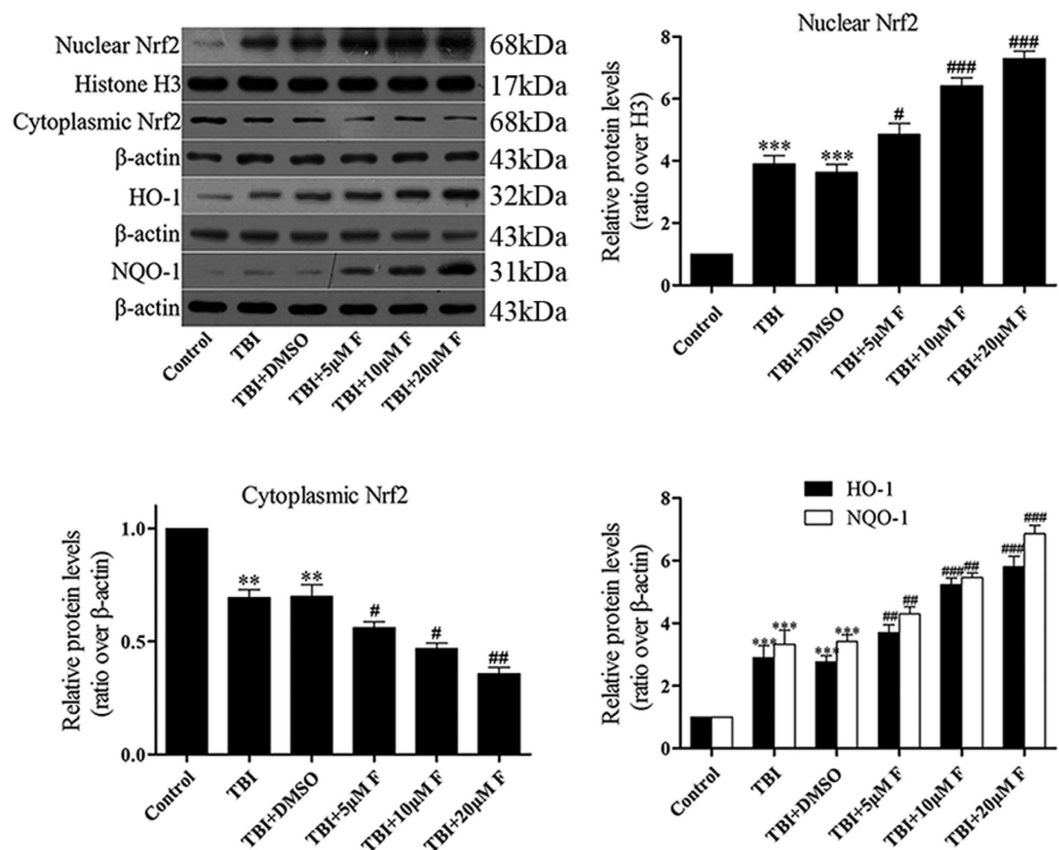 Nuclear Nrf2 68kDa
Histone H3 17kDa
Cytoplasmic Nrf2 68kDa
β-actin 43kDa
HO-1 32kDa
β-actin 43kDa
NQO-1 31kDa
β-actin 43kDa
Control TBI TBI+DMSO TBI+5μM F TBI+10μM F TBI+20μM F
Nuclear Nrf2
Relative protein levels
(ratio over H3)
8
6
4
2
0
*** *** # ### ###
Control TBI TBI+DMSO TBI+5μM F TBI+10μM F TBI+20μM F
Cytoplasmic Nrf2
Relative protein levels
(ratio over β-actin)
1.0
0.5
0.0
** ** # # ##
Control TBI TBI+DMSO TBI+5μM F TBI+10μM F TBI+20μM F
HO-1
NQO-1
Relative protein levels
(ratio over β-actin)
8
6
4
2
0
*** *** *** *** ## ## ### ## ### ###
Control TBI TBI+DMSO TBI+5μM F TBI+10μM F TBI+20μM F